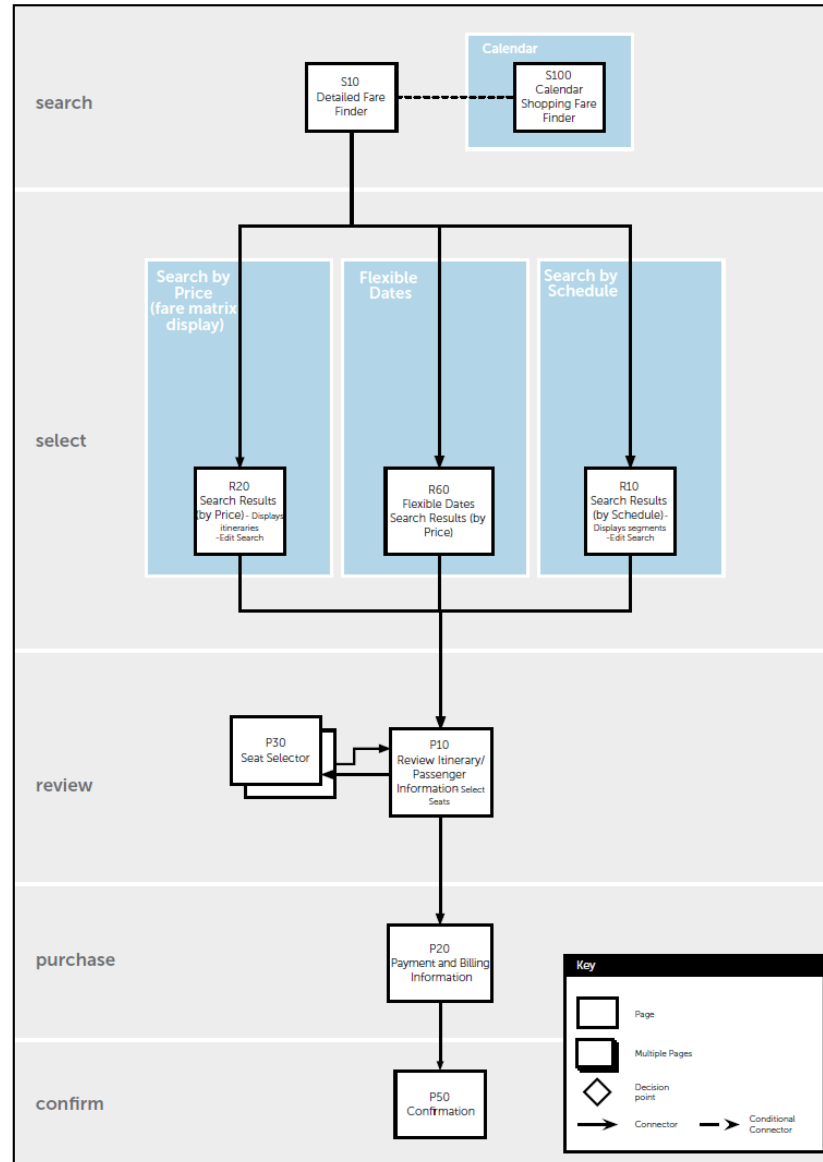 search
S10
Detailed Fare
Finder
Calendar
S100
Calendar
Shopping Fare
Finder
select
Search by
Price
(fare matrix
display)
Flexible
Dates
Search by
Schedule
R20
Search Results
(by Price)- Displays
itineraries
-Edit Search
R60
Flexible Dates
Search Results (by
Price)
R10
Search Results
(by Schedule)-
Displays segments
-Edit Search
review
P30
Seat Selector
P10
Review Itinerary/
Passenger
Information- Select
Seats
purchase
P20
Payment and Billing
Information
confirm
P50
Confirmation
Key
Page
Multiple Pages
Decision
point
Connector
Conditional
Connector